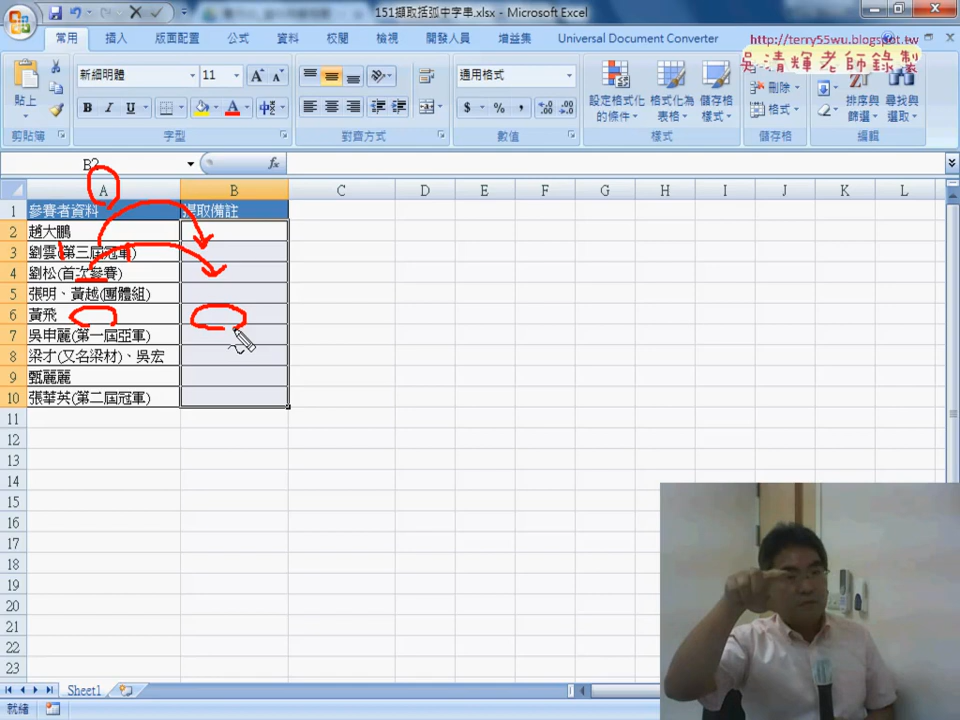 151擷取括弧中字串.xlsx - Microsoft Excel
常用 插入 版面配置 公式 資料 校閱 檢視 開發人員 增益集 Universal Document Converter
http://terry55wu.blogspot.tw
吳清輝老師錄製
貼上 新細明體 11 A A B I U A 中 通用格式 $ % , 設定格式化的條件 格式化為表格 儲存格樣式 刪除 格式 Σ 排序與篩選 尋找與選取
剪貼簿 字型 對齊方式 數值 樣式 儲存格 編輯
B2 fx
A B C D E F G H I J K L
1 參賽者資料 提取備註
2 趙大鵬
3 劉雲(第三屆冠軍)
4 劉松(首次參賽)
5 張明、黃越(團體組)
6 黃飛
7 吳申麗(第一屆亞軍)
8 梁才(又名梁材)、吳宏
9 甄麗麗
10 張華英(第二屆冠軍)
11
12
13
14
15
16
17
18
19
20
21
22
23
Sheet1
就緒